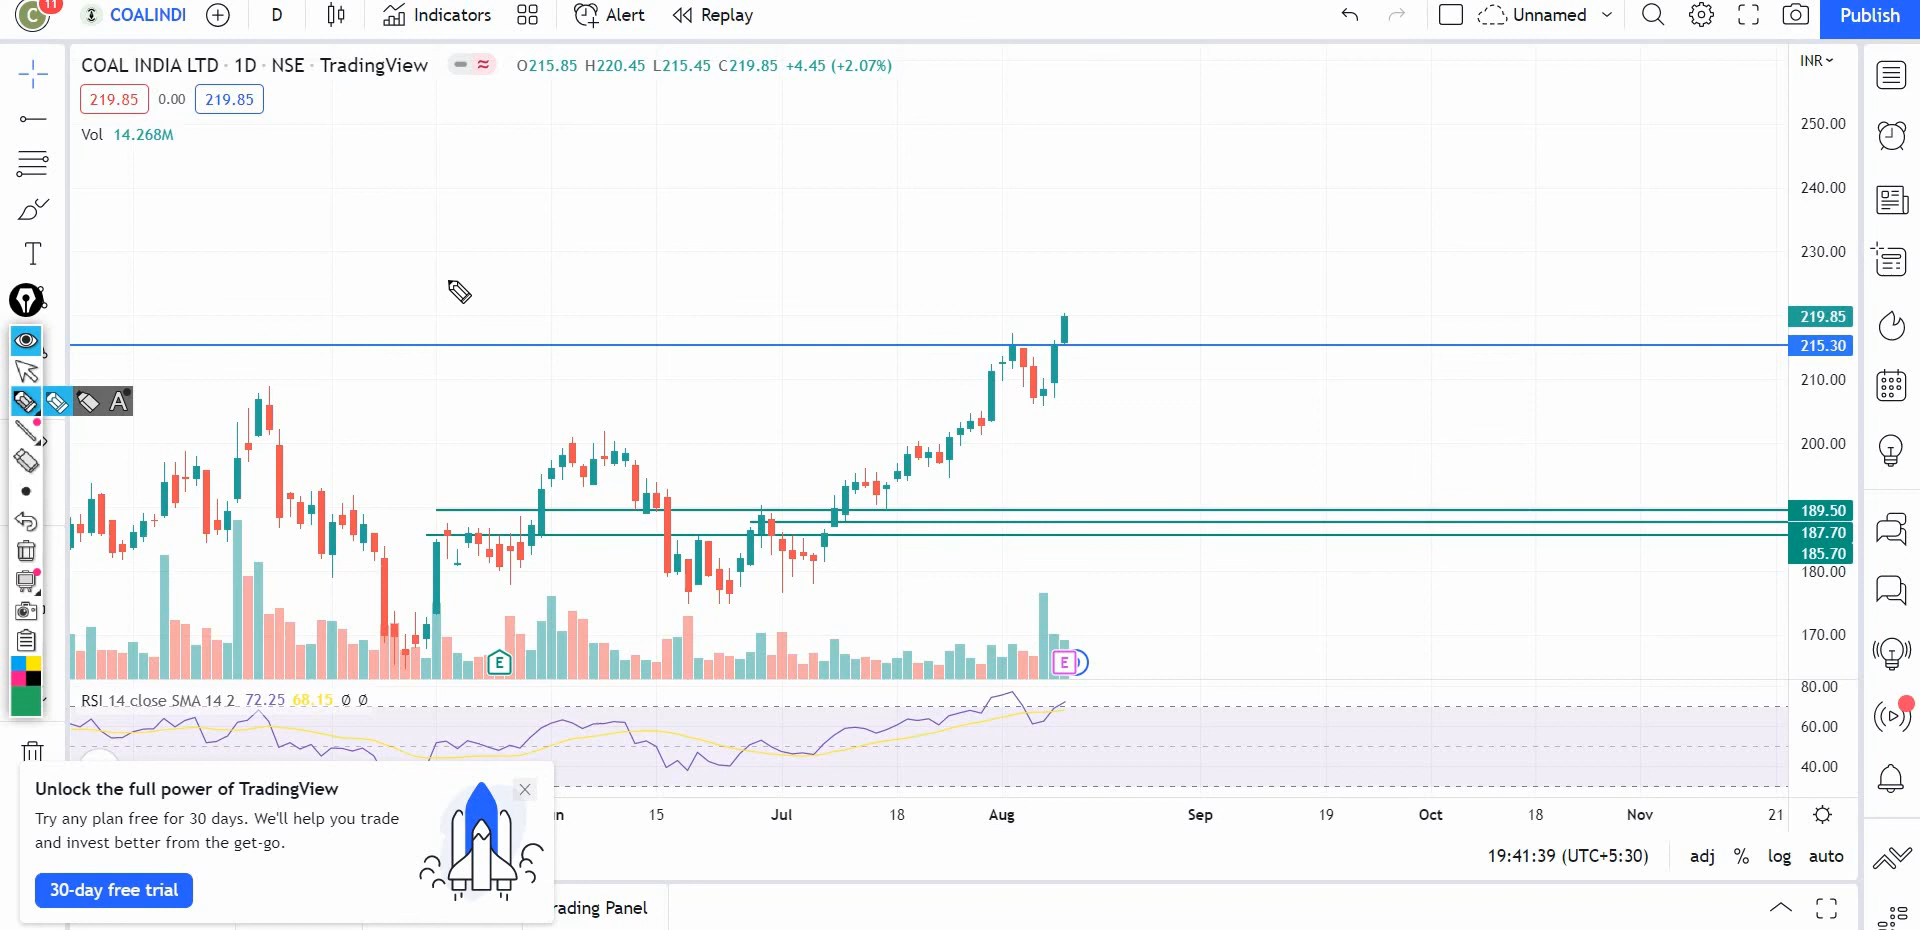 C 11 COALINDI D Indicators Alert Replay Unnamed Publish
COAL INDIA LTD · 1D · NSE · TradingView O215.85 H220.45 L215.45 C219.85 +4.45 (+2.07%) INR
219.85 0.00 219.85
Vol 14.268M
250.00
240.00
230.00
219.85
215.30
210.00
200.00
189.50
187.70
185.70
180.00
170.00
T
A
E E
RSI 14 close SMA 14 2 72.25 68.15 Ø Ø
80.00
60.00
40.00
15 Jul 18 Aug Sep 19 Oct 18 Nov 21
Unlock the full power of TradingView
Try any plan free for 30 days. We'll help you trade
and invest better from the get-go.
30-day free trial
19:41:39 (UTC+5:30) adj % log auto
rading Panel